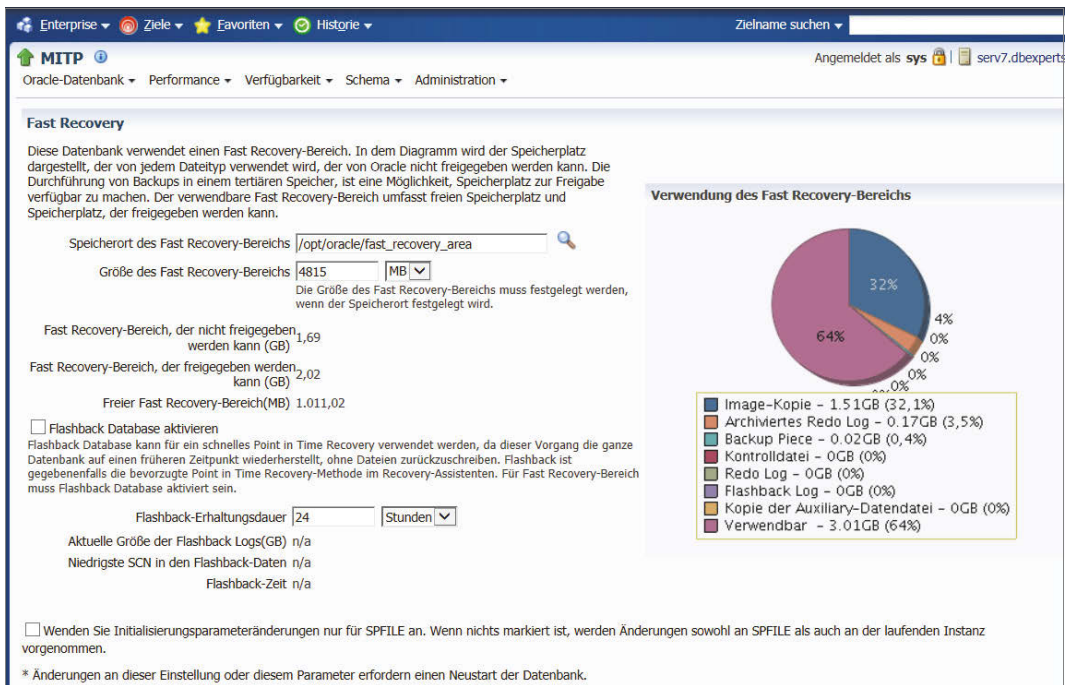 Enterprise Ziele Favoriten Historie Zielname suchen
MITP Angemeldet als sys serv7.dbexperts
Oracle-Datenbank Performance Verfügbarkeit Schema Administration
Fast Recovery
Diese Datenbank verwendet einen Fast Recovery-Bereich. In dem Diagramm wird der Speicherplatz
dargestellt, der von jedem Dateityp verwendet wird, der von Oracle nicht freigegeben werden kann. Die
Durchführung von Backups in einem tertiären Speicher, ist eine Möglichkeit, Speicherplatz zur Freigabe
verfügbar zu machen. Der verwendbare Fast Recovery-Bereich umfasst freien Speicherplatz und
Speicherplatz, der freigegeben werden kann.
Speicherort des Fast Recovery-Bereichs /opt/oracle/fast_recovery_area
Größe des Fast Recovery-Bereichs 4815 MB
Die Größe des Fast Recovery-Bereichs muss festgelegt werden,
wenn der Speicherort festgelegt wird.
Fast Recovery-Bereich, der nicht freigegeben
werden kann (GB) 1,69
Fast Recovery-Bereich, der freigegeben werden
kann (GB) 2,02
Freier Fast Recovery-Bereich(MB) 1.011,02
Flashback Database aktivieren
Flashback Database kann für ein schnelles Point in Time Recovery verwendet werden, da dieser Vorgang die ganze
Datenbank auf einen früheren Zeitpunkt wiederherstellt, ohne Dateien zurückzuschreiben. Flashback ist
gegebenenfalls die bevorzugte Point in Time Recovery-Methode im Recovery-Assistenten. Für Fast Recovery-Bereich
muss Flashback Database aktiviert sein.
Flashback-Erhaltungsdauer 24 Stunden
Aktuelle Größe der Flashback Logs(GB) n/a
Niedrigste SCN in den Flashback-Daten n/a
Flashback-Zeit n/a
Verwendung des Fast Recovery-Bereichs
32%
4%
64%
0%
0%
0%
0%
0%
Image-Kopie - 1.51GB (32,1%)
Archiviertes Redo Log - 0.17GB (3,5%)
Backup Piece - 0.02GB (0,4%)
Kontrolldatei - 0GB (0%)
Redo Log - 0GB (0%)
Flashback Log - 0GB (0%)
Kopie der Auxiliary-Datendatei - 0GB (0%)
Verwendbar - 3.01GB (64%)
Wenden Sie Initialisierungsparameteränderungen nur für SPFILE an. Wenn nichts markiert ist, werden Änderungen sowohl an SPFILE als auch an der laufenden Instanz
vorgenommen.
* Änderungen an dieser Einstellung oder diesem Parameter erfordern einen Neustart der Datenbank.